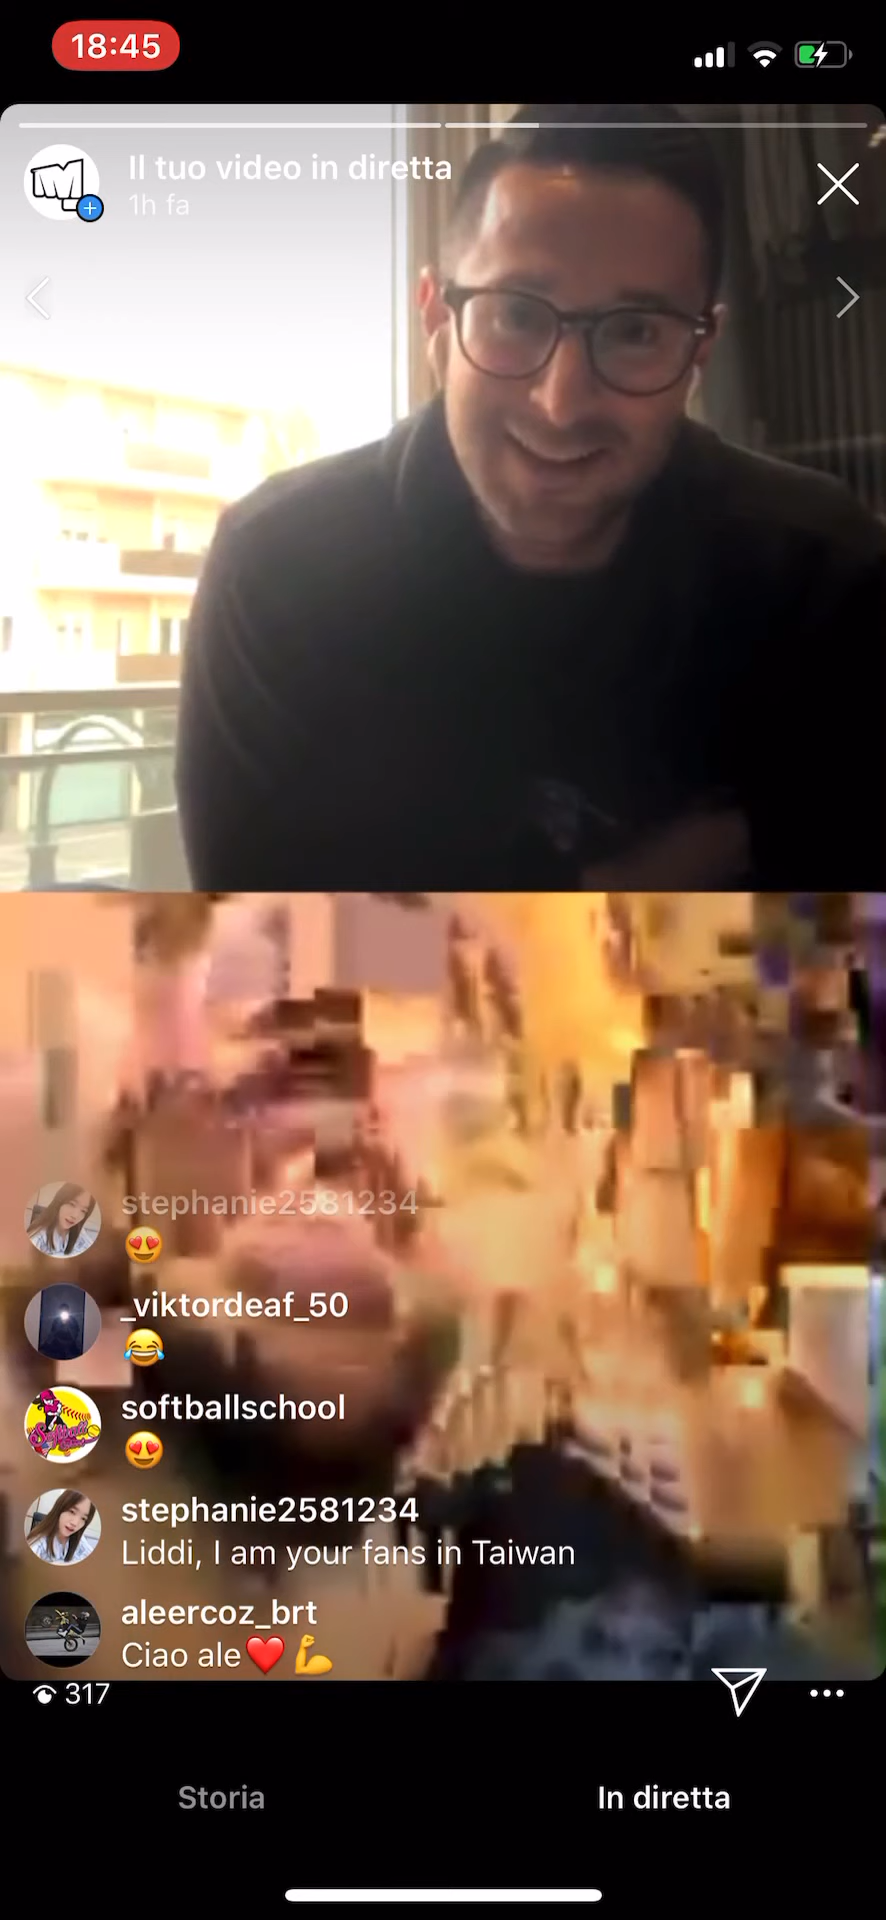 18:45
Il tuo video in diretta
1h fa
stephanie2581234
😍
_viktordeaf_50
😂
softballschool
😍
stephanie2581234
Liddi, I am your fans in Taiwan
aleercoz_brt
Ciao ale❤️💪
317
Storia
In diretta